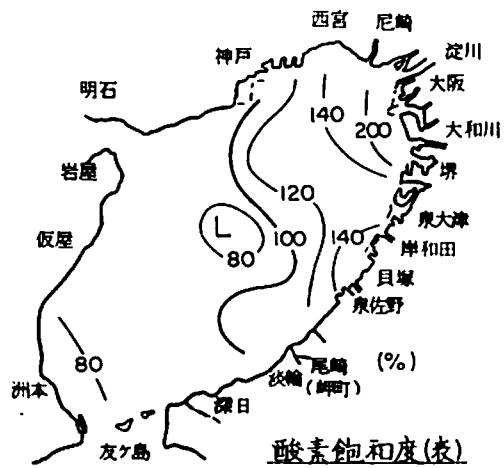 西宮
尼崎
淀川
神戸
大阪
明石
140
200
大和川
堺
岩屋
120
泉大津
L
80
100
140
岸和田
仮屋
貝塚
泉佐野
80
尾崎
(岬町)
(%)
淡輪
洲本
深日
友ケ島
酸素飽和度(表)